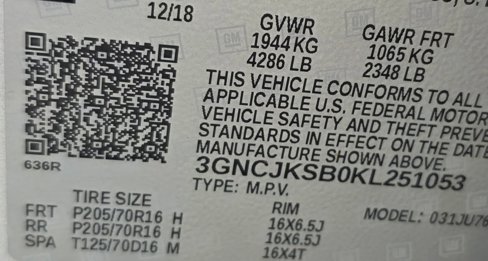 12/18
GVWR GAWR FRT
1944 KG 1065 KG
4286 LB 2348 LB
THIS VEHICLE CONFORMS TO ALL
APPLICABLE U.S. FEDERAL MOTOR
VEHICLE SAFETY AND THEFT PREVE
STANDARDS IN EFFECT ON THE DATE
MANUFACTURE SHOWN ABOVE.
636R
3GNCJKSB0KL251053
TYPE: M.P.V.
TIRE SIZE RIM MODEL: 031JU76
FRT P205/70R16 H 16X6.5J
RR P205/70R16 H 16X6.5J
SPA T125/70D16 M 16X4T
GM